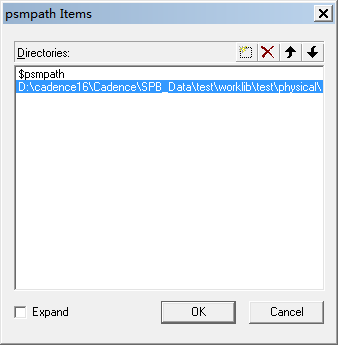 psmpath Items
Directories:
$psmpath
D:\cadence16\Cadence\SPB_Data\test\worklib\test\physical\
Expand
OK
Cancel